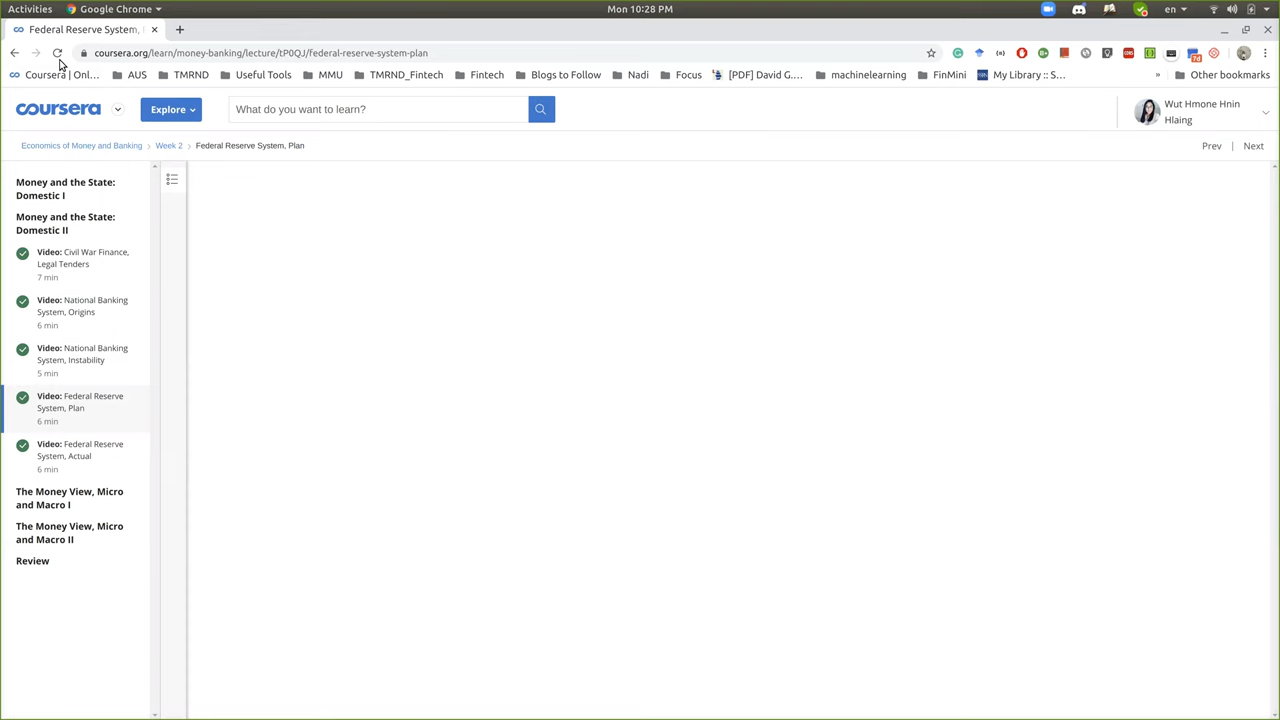 Activities Google Chrome Mon 10:28 PM en
Federal Reserve System,
coursera.org/learn/money-banking/lecture/tP0QJ/federal-reserve-system-plan
Coursera | Onl... AUS TMRND Useful Tools MMU TMRND_Fintech Fintech Blogs to Follow Nadi Focus [PDF] David G.... machinelearning FinMini My Library :: S... » Other bookmarks
coursera Explore What do you want to learn? Wut Hmone Hnin
Hlaing
Economics of Money and Banking Week 2 Federal Reserve System, Plan Prev | Next
Money and the State:
Domestic I
Money and the State:
Domestic II
Video: Civil War Finance,
Legal Tenders
7 min
Video: National Banking
System, Origins
6 min
Video: National Banking
System, Instability
5 min
Video: Federal Reserve
System, Plan
6 min
Video: Federal Reserve
System, Actual
6 min
The Money View, Micro
and Macro I
The Money View, Micro
and Macro II
Review